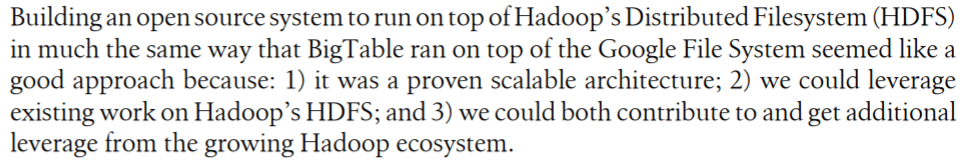 Building an open source system to run on top of Hadoop’s Distributed Filesystem (HDFS)
in much the same way that BigTable ran on top of the Google File System seemed like a
good approach because: 1) it was a proven scalable architecture; 2) we could leverage
existing work on Hadoop’s HDFS; and 3) we could both contribute to and get additional
leverage from the growing Hadoop ecosystem.